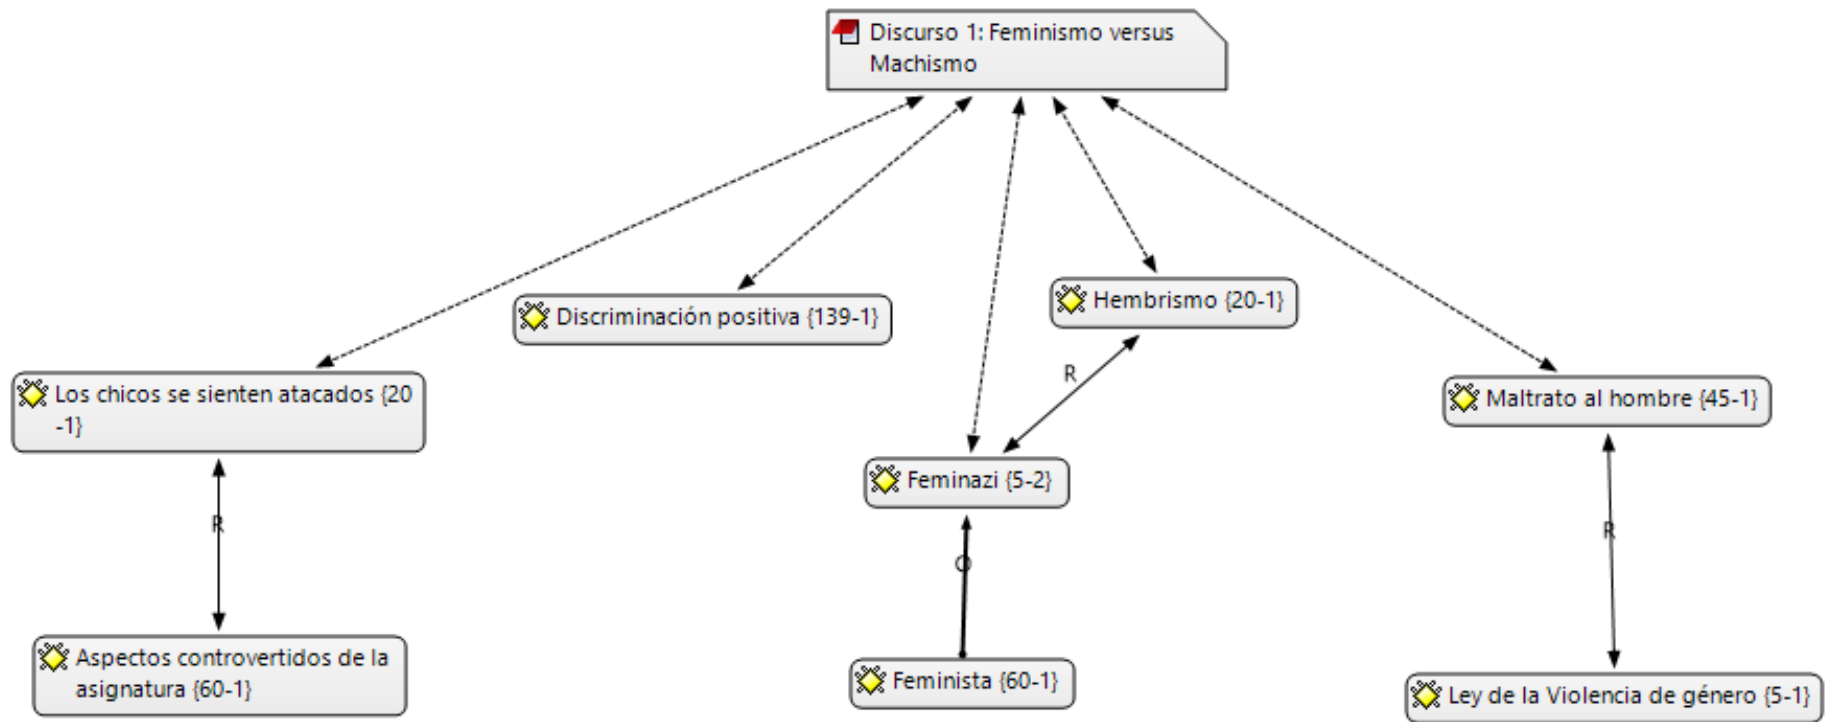 Discurso 1: Feminismo versus
Machismo
Hembrismo {20-1}
Discriminación positiva {139-1}
R
Los chicos se sienten atacados {20
-1}
Maltrato al hombre {45-1}
Feminazi {5-2}
R
R
O
Aspectos controvertidos de la
asignatura {60-1}
Feminista {60-1}
Ley de la Violencia de género {5-1}